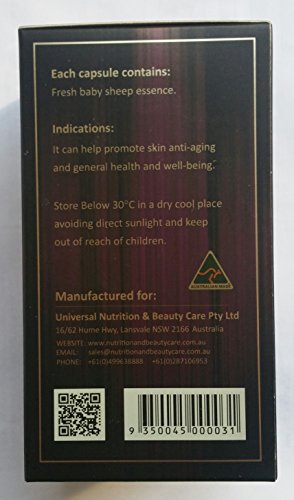 Each capsule contains:
Fresh baby sheep essence.
Indications:
It can help promote skin anti-aging
and general health and well-being.
Store Below 30°C in a dry cool place
avoiding direct sunlight and keep
out of reach of children.
AUSTRALIAN MADE
Manufactured for:
Universal Nutrition & Beauty Care Pty Ltd
16/62 Hume Hwy, Lansvale NSW 2166 Australia
WEBSITE: www.nutritionandbeautycare.com.au
EMAIL: sales@nutritionandbeautycare.com.au
PHONE: +61(0)499638888 +61(0)287106953
9 350045 000031